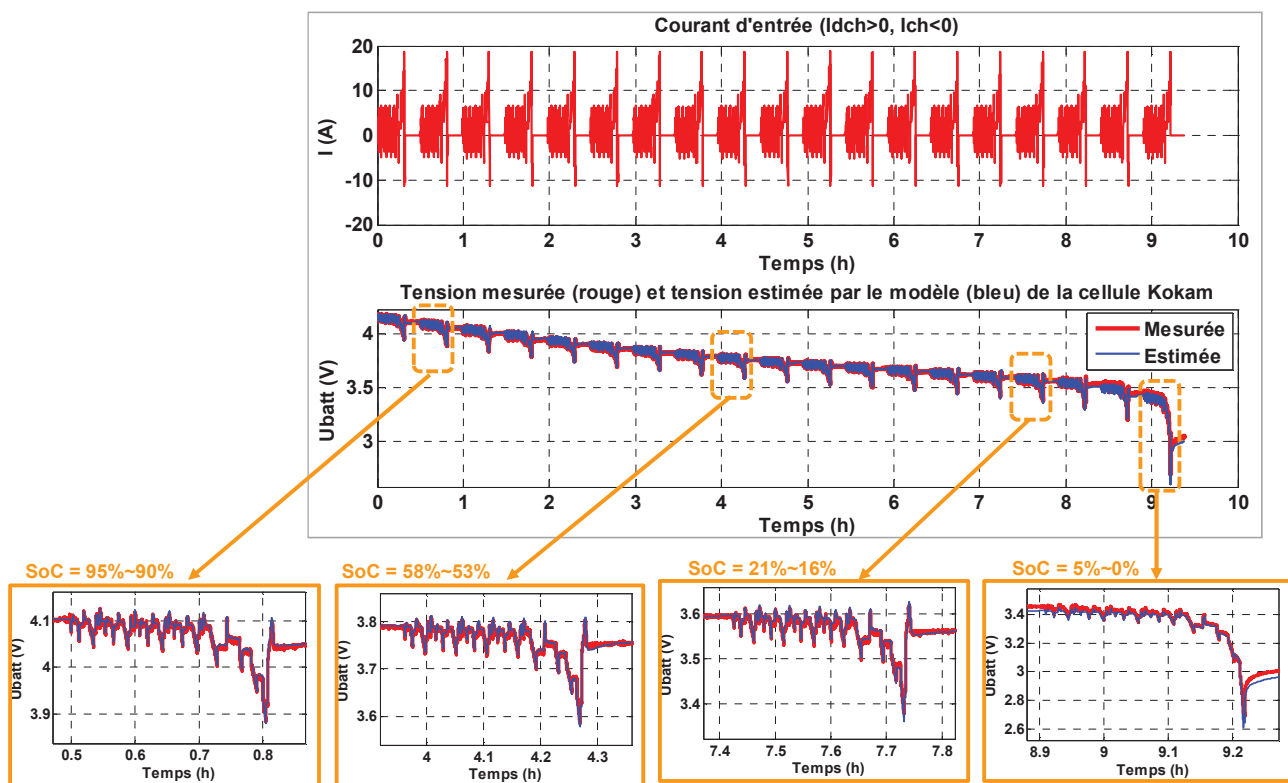 Courant d'entrée (Idch>0, Ich<0)
20
10
0
-10
-20
I (A)
0 1 2 3 4 5 6 7 8 9 10
Temps (h)
Tension mesurée (rouge) et tension estimée par le modèle (bleu) de la cellule Kokam
Mesurée
Estimée
4
3.5
3
Ubatt (V)
0 1 2 3 4 5 6 7 8 9 10
Temps (h)
SoC = 95%~90%
4.1
4
3.9
Ubatt (V)
0.5 0.6 0.7 0.8
Temps (h)
SoC = 58%~53%
3.8
3.7
3.6
Ubatt (V)
4 4.1 4.2 4.3
Temps (h)
SoC = 21%~16%
3.6
3.5
3.4
Ubatt (V)
7.4 7.5 7.6 7.7 7.8
Temps (h)
SoC = 5%~0%
3.4
3.2
3
2.8
2.6
Ubatt (V)
8.9 9 9.1 9.2
Temps (h)